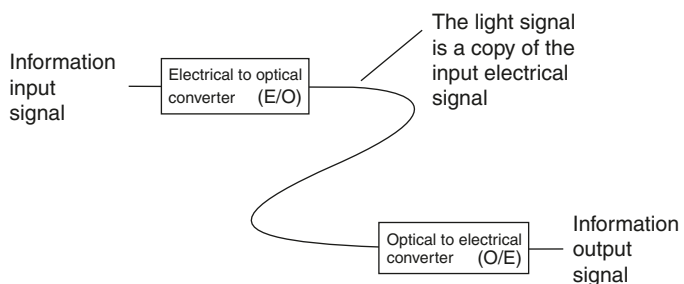 The light signal
is a copy of the
input electrical
signal
Information
input
signal
Electrical to optical
converter (E/O)
Optical to electrical
converter (O/E)
Information
output
signal